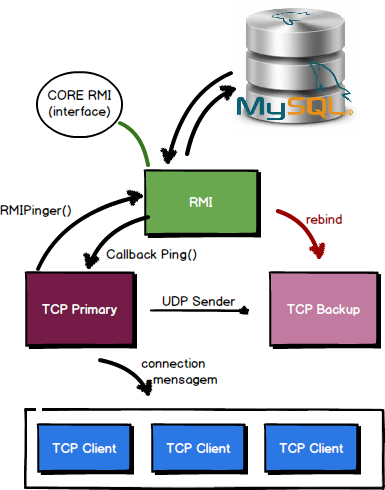 MySQL
CORE RMI
(interface)
RMI
RMIPinger()
rebind
Callback Ping()
TCP Primary
UDP Sender
TCP Backup
connection
mensagem
TCP Client
TCP Client
TCP Client